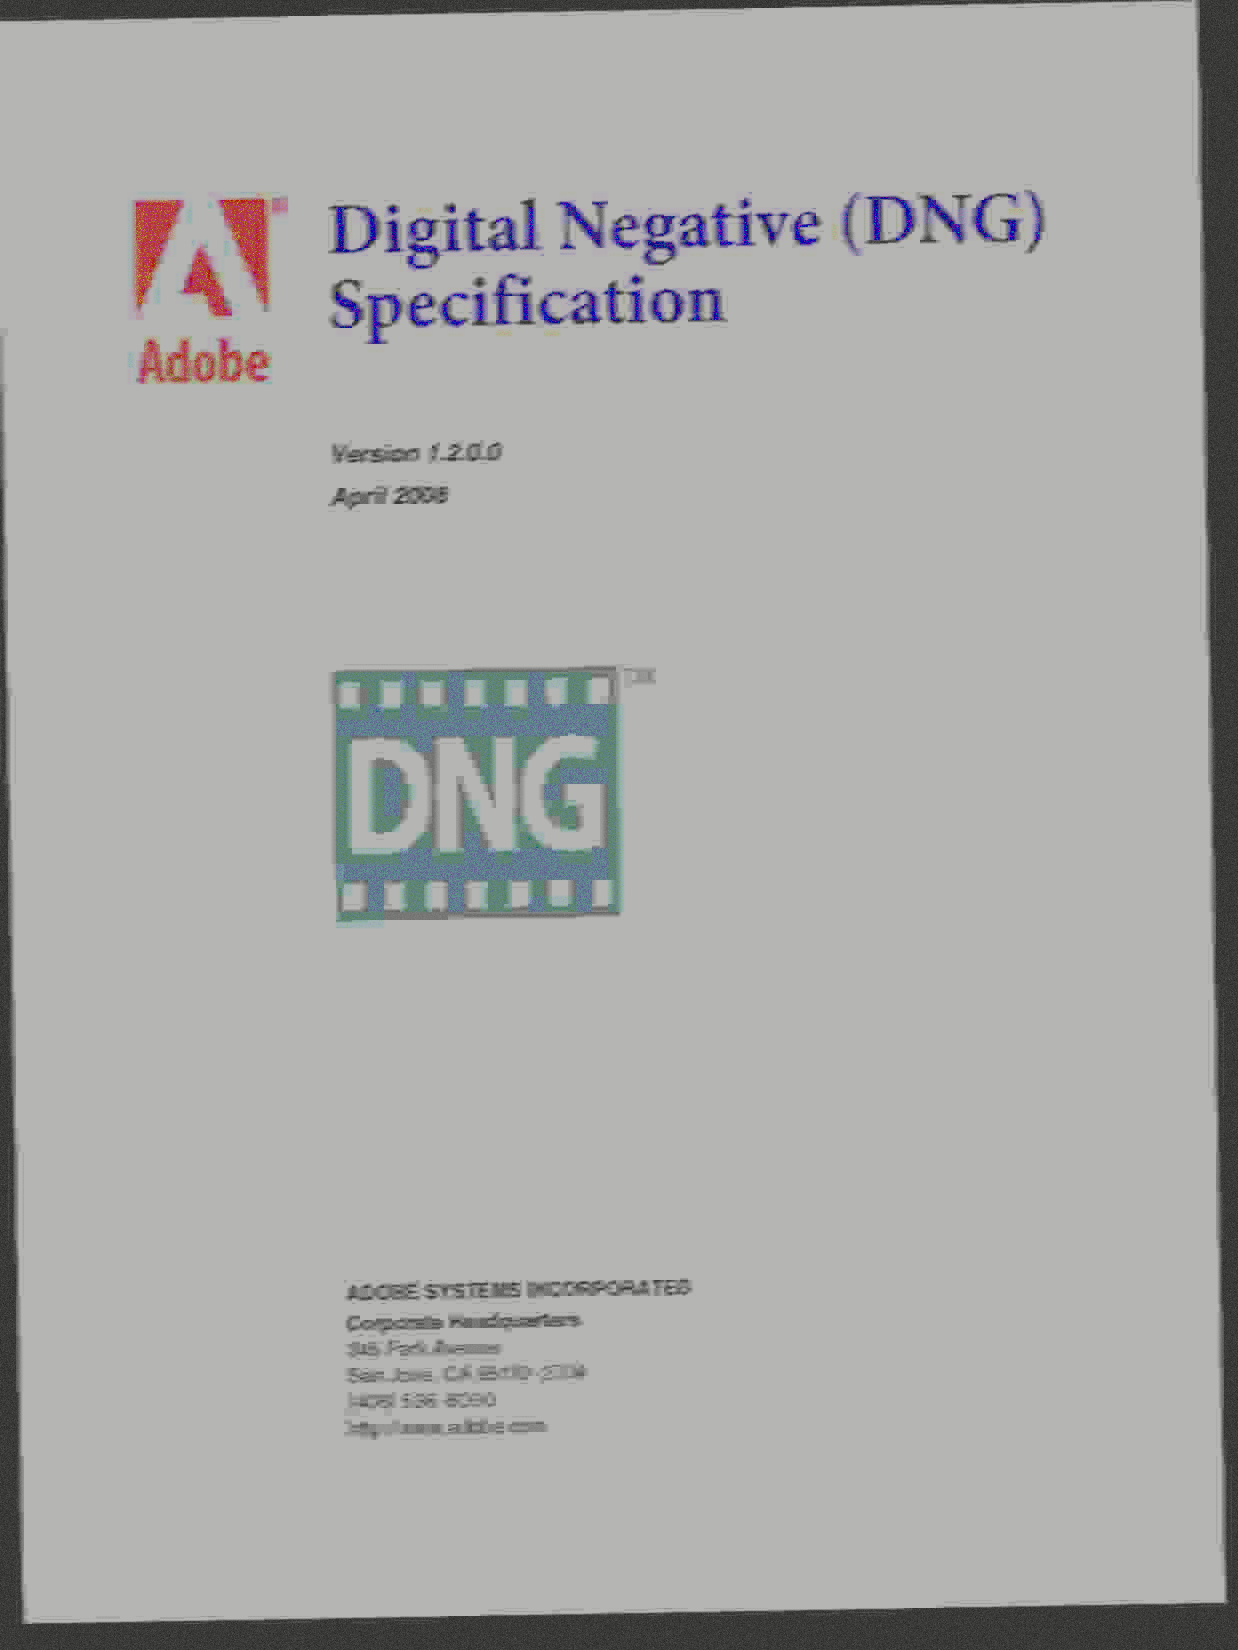 Adobe
Digital Negative (DNG)
Specification
Version 1.2.0.0
April 2008
DNG
ADOBE SYSTEMS INCORPORATED
Corporate Headquarters
345 Park Avenue
San Jose, CA 95110-2704
(408) 536-6000
http://www.adobe.com